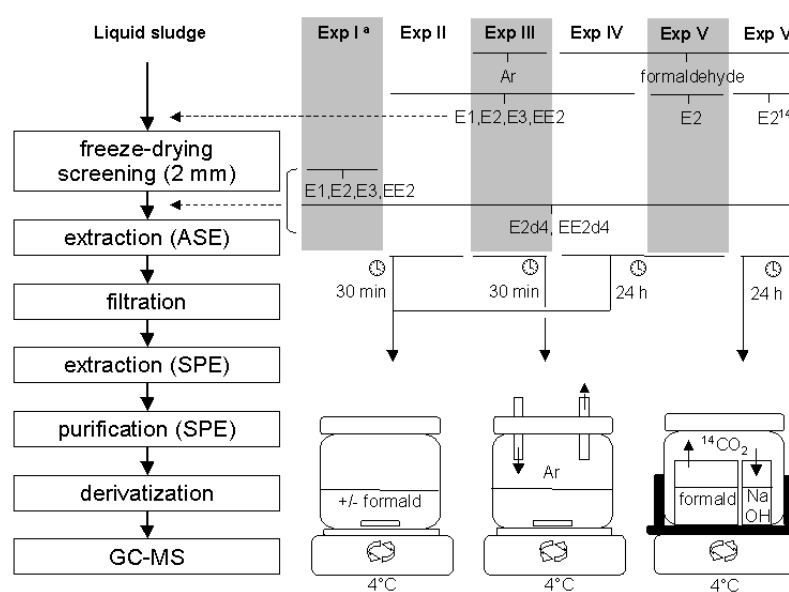 Liquid sludge
Exp I a
Exp II
Exp III
Exp IV
Exp V
Exp V
Ar
formaldehyde
E1,E2,E3,EE2
E2
E214
freeze-drying
screening (2 mm)
E1,E2,E3,EE2
E2d4, EE2d4
extraction (ASE)
30 min
30 min
24 h
24 h
filtration
extraction (SPE)
purification (SPE)
derivatization
GC-MS
+/- formald
Ar
14CO2
formald
Na
OH
4°C
4°C
4°C